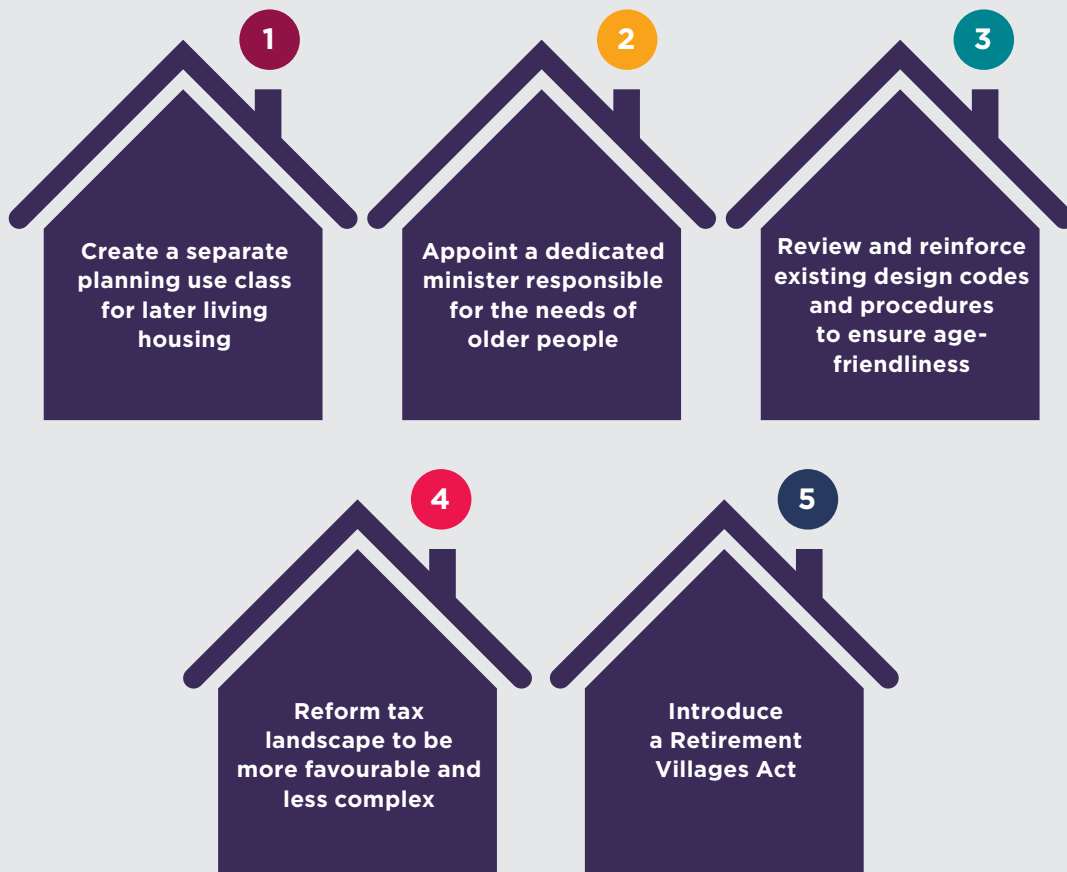 1
Create a separate
planning use class
for later living
housing
2
Appoint a dedicated
minister responsible
for the needs of
older people
3
Review and reinforce
existing design codes
and procedures
to ensure age-
friendliness
4
Reform tax
landscape to be
more favourable and
less complex
5
Introduce
a Retirement
Villages Act